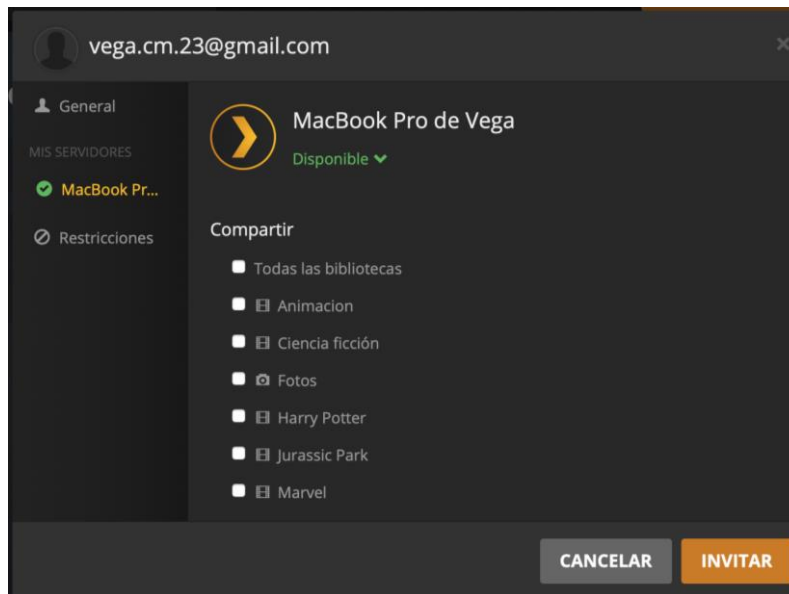 vega.cm.23@gmail.com
General
MIS SERVIDORES
MacBook Pr...
Restricciones
MacBook Pro de Vega
Disponible
Compartir
Todas las bibliotecas
Animacion
Ciencia ficción
Fotos
Harry Potter
Jurassic Park
Marvel
CANCELAR
INVITAR